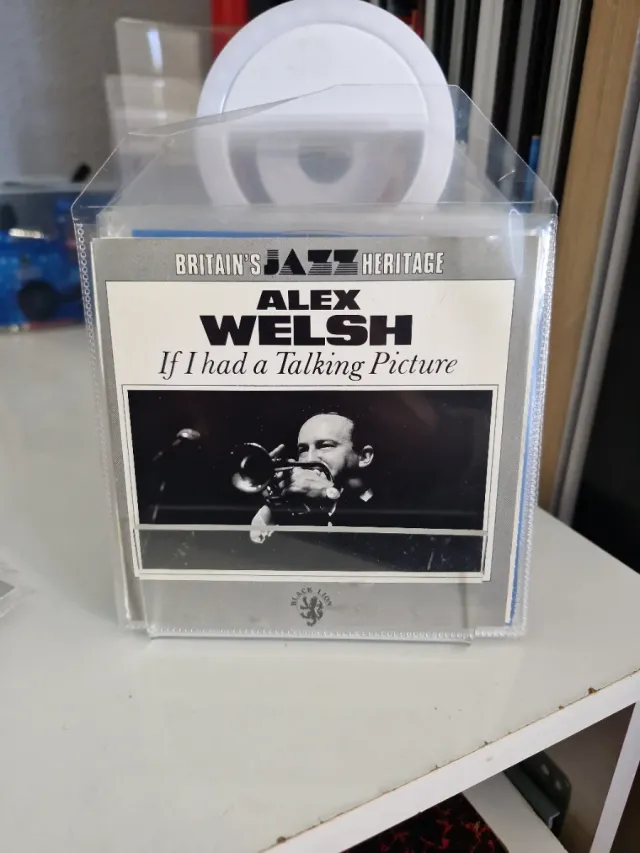 BRITAIN'S JAZZ HERITAGE
ALEX
WELSH
If I had a Talking Picture
BLACK LION